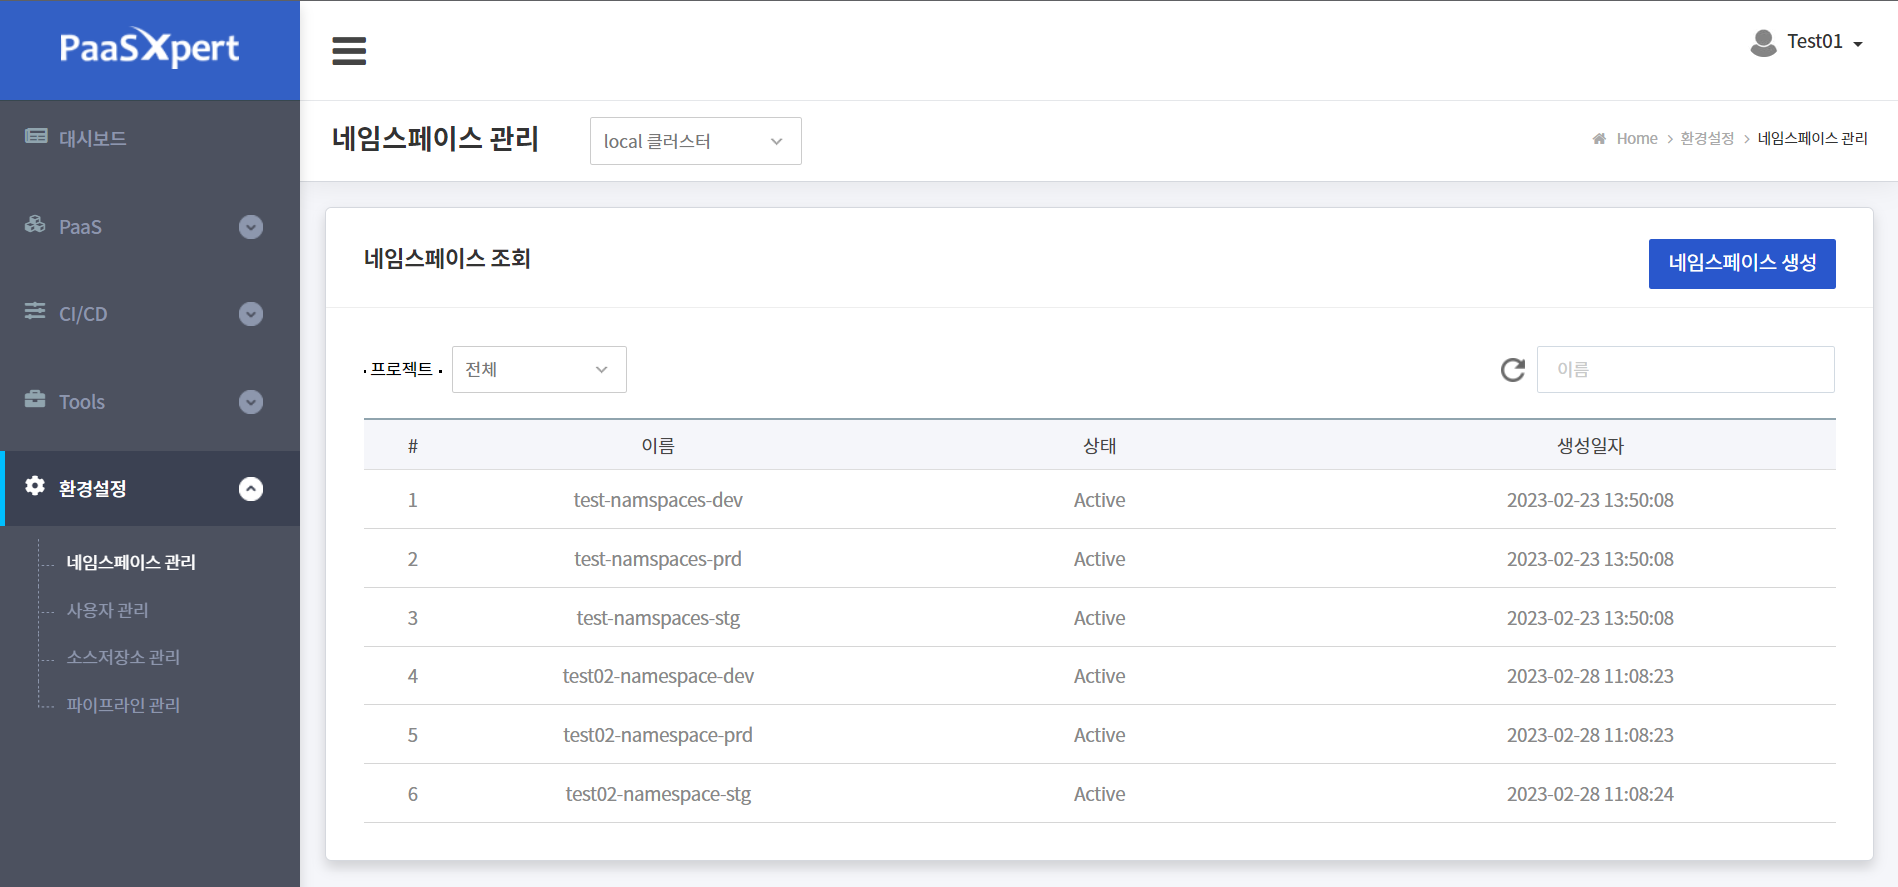 PaaSXpert
Test01
대시보드
PaaS
CI/CD
Tools
환경설정
네임스페이스 관리
사용자 관리
소스저장소 관리
파이프라인 관리
네임스페이스 관리
local 클러스터
Home > 환경설정 > 네임스페이스 관리
네임스페이스 조회
네임스페이스 생성
· 프로젝트 · 전체
이름
# 이름 상태 생성일자
1 test-namspaces-dev Active 2023-02-23 13:50:08
2 test-namspaces-prd Active 2023-02-23 13:50:08
3 test-namspaces-stg Active 2023-02-23 13:50:08
4 test02-namespace-dev Active 2023-02-28 11:08:23
5 test02-namespace-prd Active 2023-02-28 11:08:23
6 test02-namespace-stg Active 2023-02-28 11:08:24